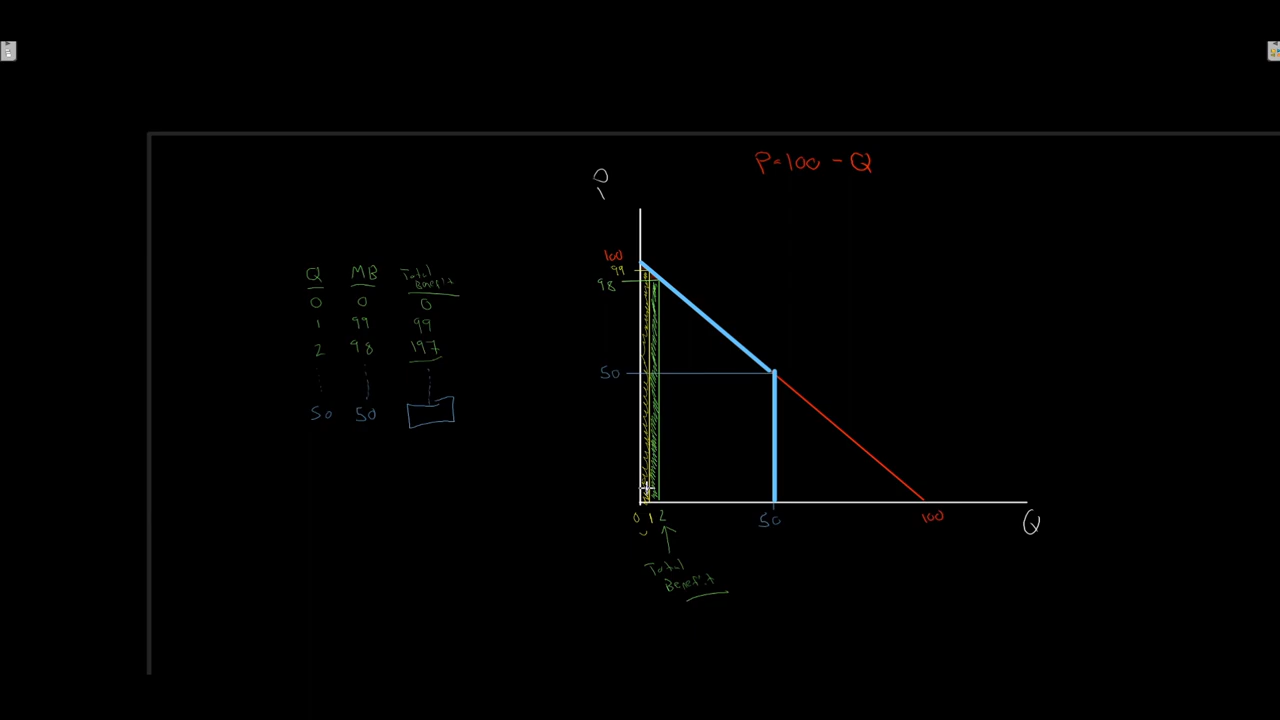 P=100 - Q
P
Q MB Total Benefit
0 0 0
1 99 99
2 98 197
50 50
100
99
98
50
0 1 2
50
100
Q
Total
Benefit